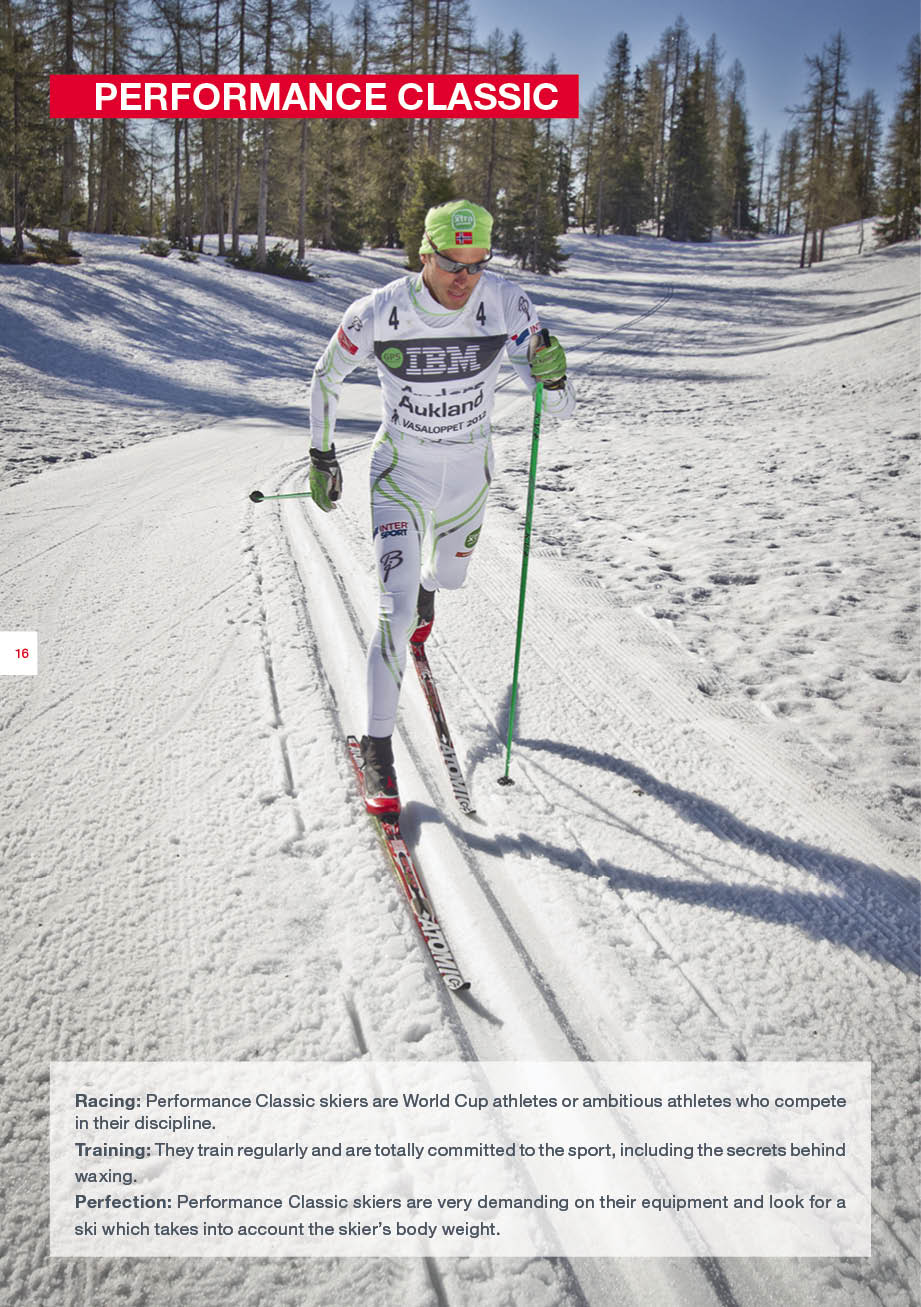 PERFORMANCE CLASSIC
xtra
4 4
GPS IBM
Aukland
VASALOPPET 2012
INTER
SPORT
16
ATOMIC
ATOMIC
Racing: Performance Classic skiers are World Cup athletes or ambitious athletes who compete
in their discipline.
Training: They train regularly and are totally committed to the sport, including the secrets behind
waxing.
Perfection: Performance Classic skiers are very demanding on their equipment and look for a
ski which takes into account the skier’s body weight.